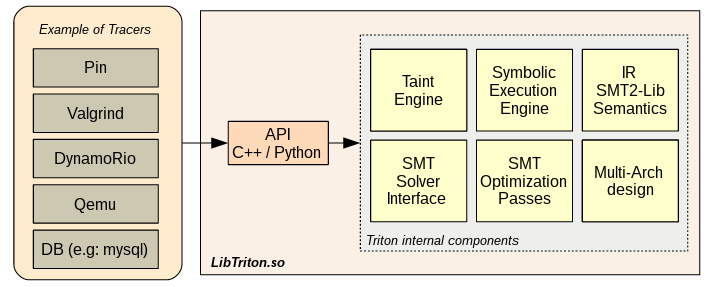 Example of Tracers
Pin
Valgrind
DynamoRio
Qemu
DB (e.g: mysql)
API
C++ / Python
Taint
Engine
Symbolic
Execution
Engine
IR
SMT2-Lib
Semantics
SMT
Solver
Interface
SMT
Optimization
Passes
Multi-Arch
design
Triton internal components
LibTriton.so